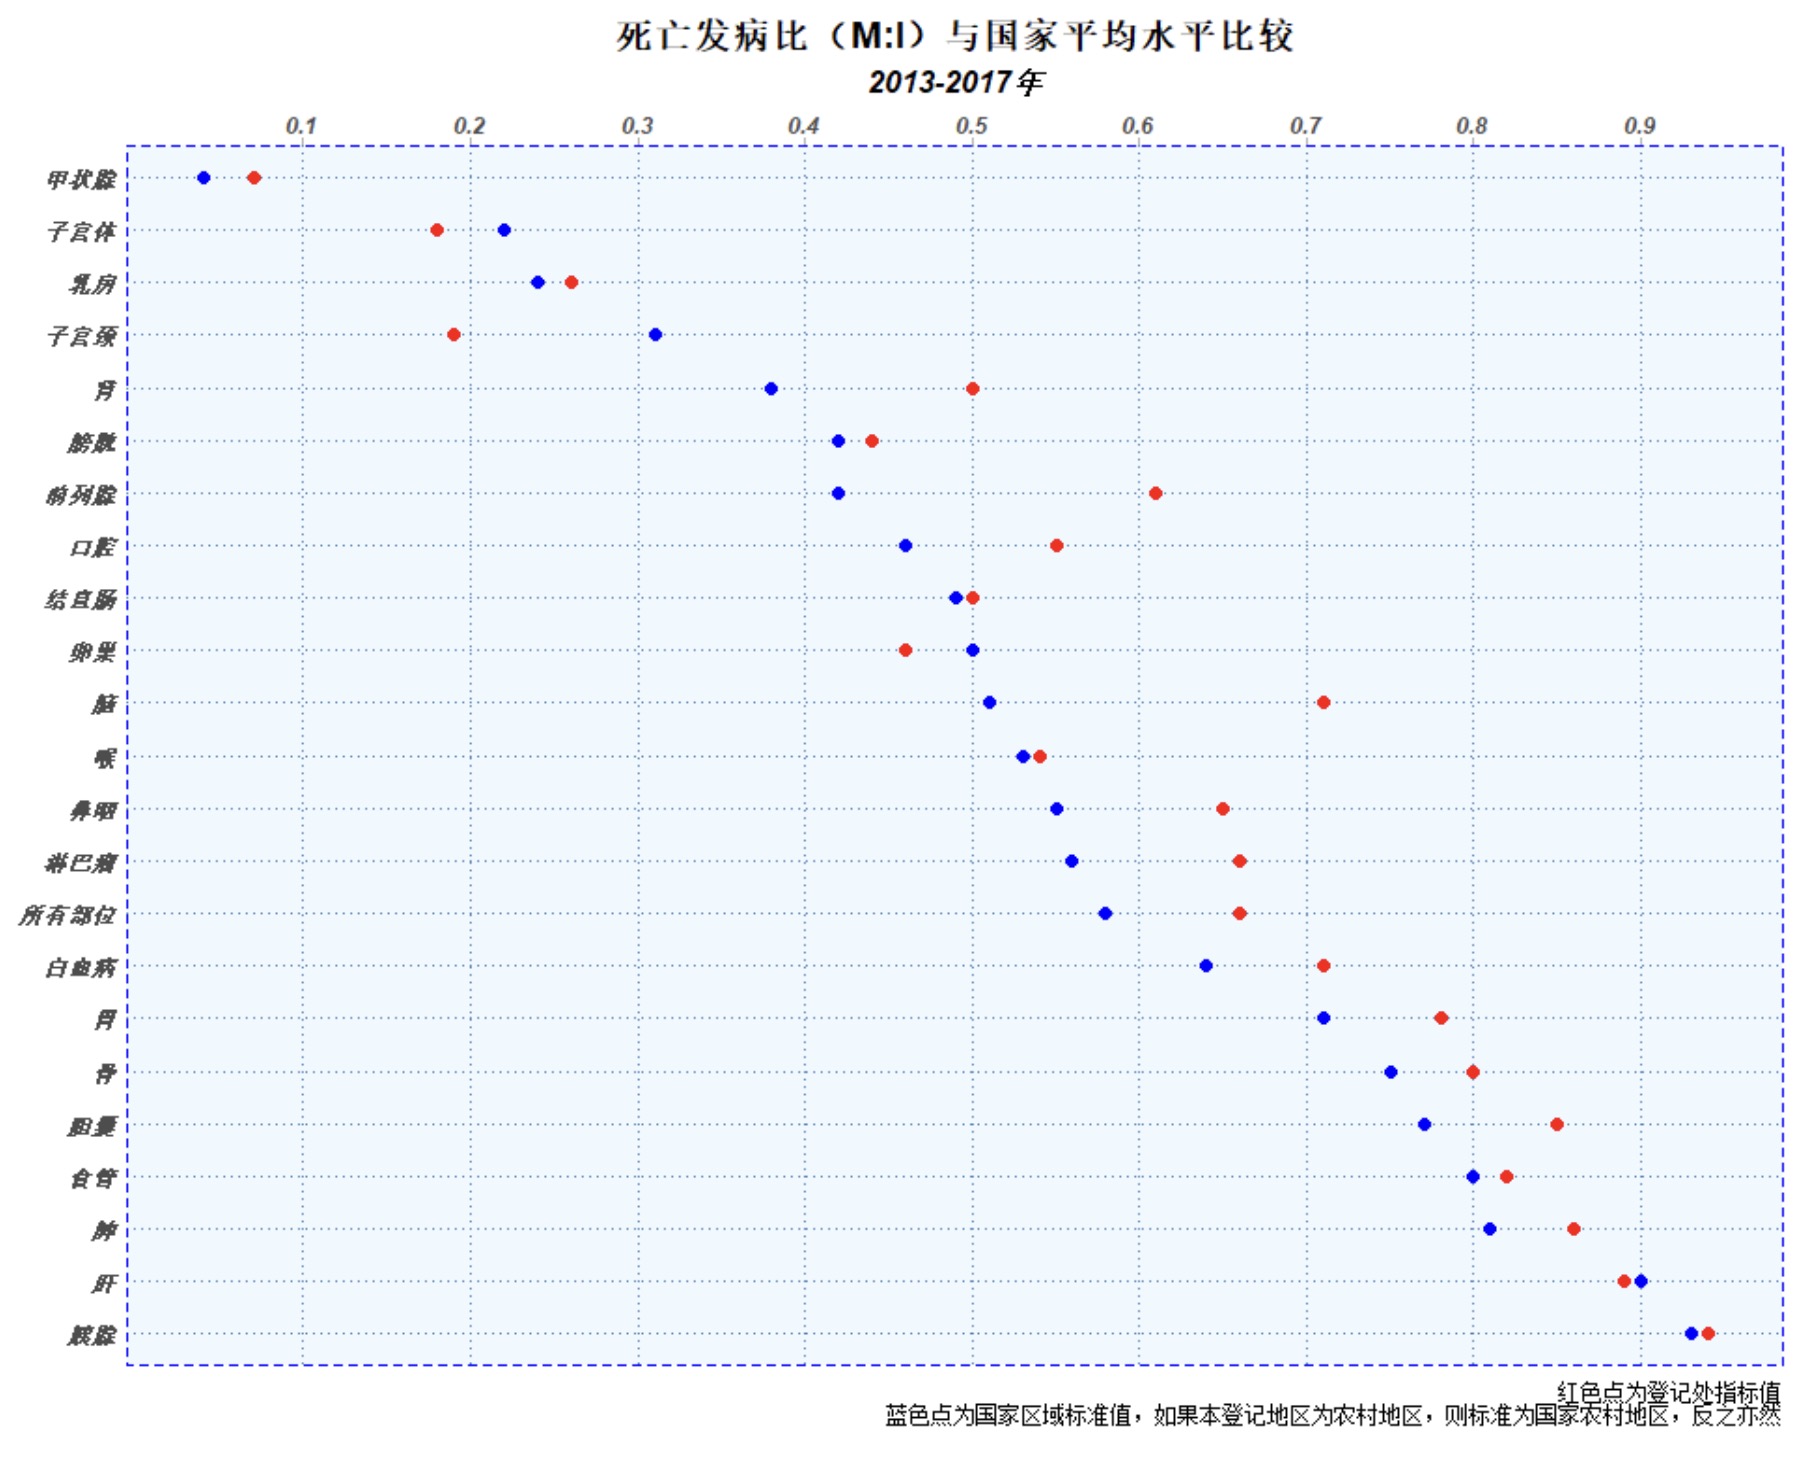 死亡发病比（M:I）与国家平均水平比较
2013-2017年
0.1 0.2 0.3 0.4 0.5 0.6 0.7 0.8 0.9
甲状腺
子宫体
乳房
子宫颈
肾
膀胱
前列腺
口腔
结直肠
卵巢
脑
喉
鼻咽
淋巴瘤
所有部位
白血病
胃
骨
胆囊
食管
肺
肝
胰腺
红色点为登记处指标值
蓝色点为国家区域标准值，如果本登记地区为农村地区，则标准为国家农村地区，反之亦然